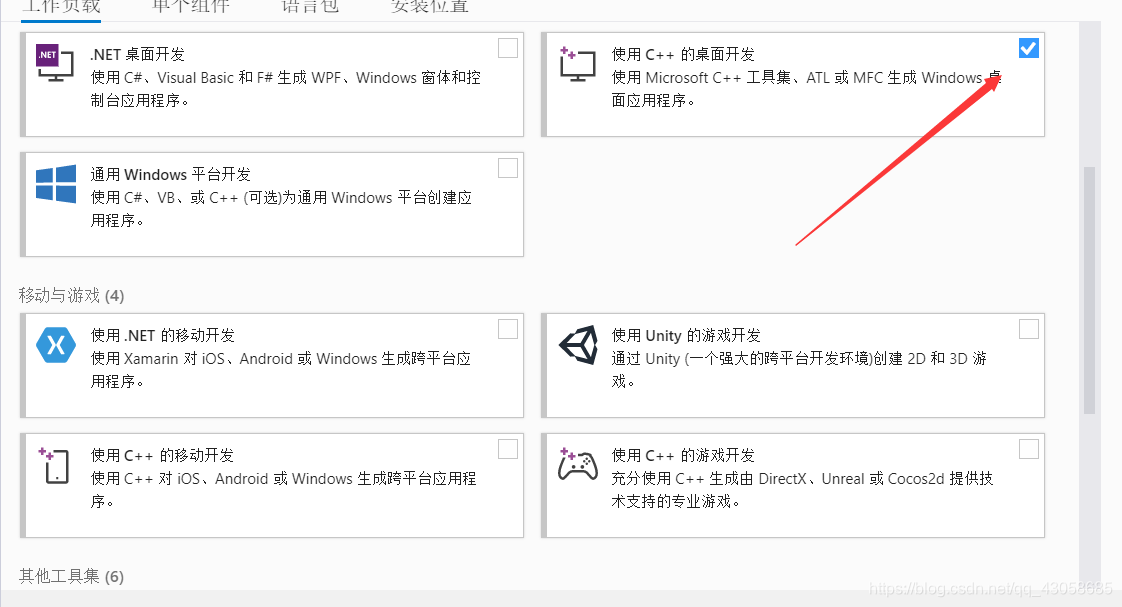 工作负载 单个组件 语言包 安装位置
.NET
.NET 桌面开发
使用 C#、Visual Basic 和 F# 生成 WPF、Windows 窗体和控
制台应用程序。
使用 C++ 的桌面开发
使用 Microsoft C++ 工具集、ATL 或 MFC 生成 Windows 桌
面应用程序。
通用 Windows 平台开发
使用 C#、VB、或 C++ (可选)为通用 Windows 平台创建应
用程序。
移动与游戏 (4)
使用 .NET 的移动开发
使用 Xamarin 对 iOS、Android 或 Windows 生成跨平台应
用程序。
使用 Unity 的游戏开发
通过 Unity (一个强大的跨平台开发环境)创建 2D 和 3D 游
戏。
使用 C++ 的移动开发
使用 C++ 对 iOS、Android 或 Windows 生成跨平台应用程
序。
使用 C++ 的游戏开发
充分使用 C++ 生成由 DirectX、Unreal 或 Cocos2d 提供技
术支持的专业游戏。
其他工具集 (6)
https://blog.csdn.net/qq_43058685